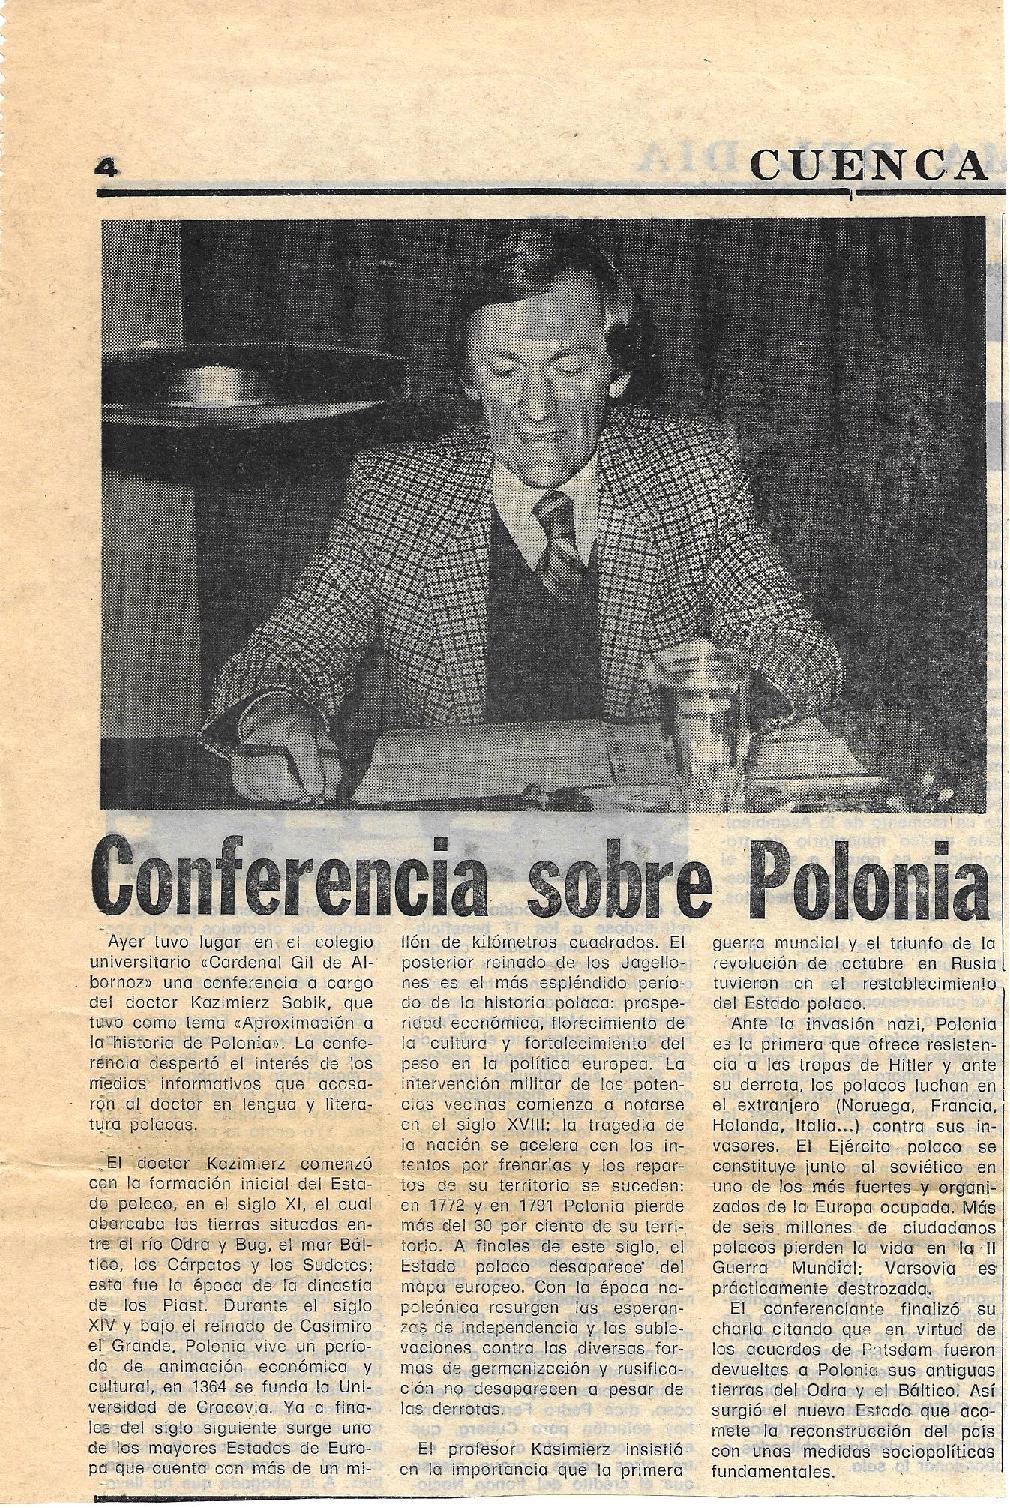 4
CUENCA
Conferencia sobre Polonia
Ayer tuvo lugar en el colegio
universitario «Cardenal Gil de Al-
bornoz» una conferencia a cargo
del doctor Kazimierz Sabik, que
tuvo como tema «Aproximación a
la historia de Polonia». La confe-
rencia despertó el interés de los
medios informativos que acosa-
ron al doctor en lengua y litera-
tura polacas.
El doctor Kazimierz comenzó
con la formación inicial del Esta-
do polaco, en el siglo XI, el cual
abarcaba las tierras situadas en-
tre el río Odra y Bug, el mar Bál-
tico, los Cárpatos y los Sudetes;
esta fue la época de la dinastía
de los Piast. Durante el siglo
XIV y bajo el reinado de Casimiro
el Grande, Polonia vive un perío-
do de animación económica y
cultural, en 1364 se funda la Uni-
versidad de Cracovia. Ya a fina-
les del siglo siguiente surge uno
de los mayores Estados de Euro-
pa que cuenta con más de un mi-
llón de kilómetros cuadrados. El
posterior reinado de los Jagello-
nes es el más espléndido perío-
do de la historia polaca: prospe-
ridad económica, florecimiento de
la cultura y fortalecimiento del
peso en la política europea. La
intervención militar de las poten-
cias vecinas comienza a notarse
en el siglo XVIII; la tragedia de
la nación se acelera con los in-
tentos por frenarlas y los repar-
tos de su territorio se suceden:
en 1772 y en 1791 Polonia pierde
más del 30 por ciento de su terri-
torio. A finales de este siglo, el
Estado polaco desaparece del
mapa europeo. Con la época na-
poleónica resurgen las esperan-
zas de independencia y las suble-
vaciones contra las diversas for-
mas de germanización y rusifica-
ción no desaparecen a pesar de
las derrotas.
El profesor Kasimierz insistió
en la importancia que la primera
guerra mundial y el triunfo de la
revolución de octubre en Rusia
tuvieron en el restablecimiento
del Estado polaco.
Ante la invasión nazi, Polonia
es la primera que ofrece resisten-
cia a las tropas de Hitler y ante
su derrota, los polacos luchan en
el extranjero (Noruega, Francia,
Holanda, Italia...) contra sus in-
vasores. El Ejército polaco se
constituye junto al soviético en
uno de los más fuertes y organi-
zados de la Europa ocupada. Más
de seis millones de ciudadanos
polacos pierden la vida en la II
Guerra Mundial; Varsovia es
prácticamente destrozada.
El conferenciante finalizó su
charla citando que en virtud de
los acuerdos de Potsdam fueron
devueltas a Polonia sus antiguas
tierras del Odra y el Báltico. Así
surgió el nuevo Estado que aco-
mete la reconstrucción del país
con unas medidas sociopolíticas
fundamentales.